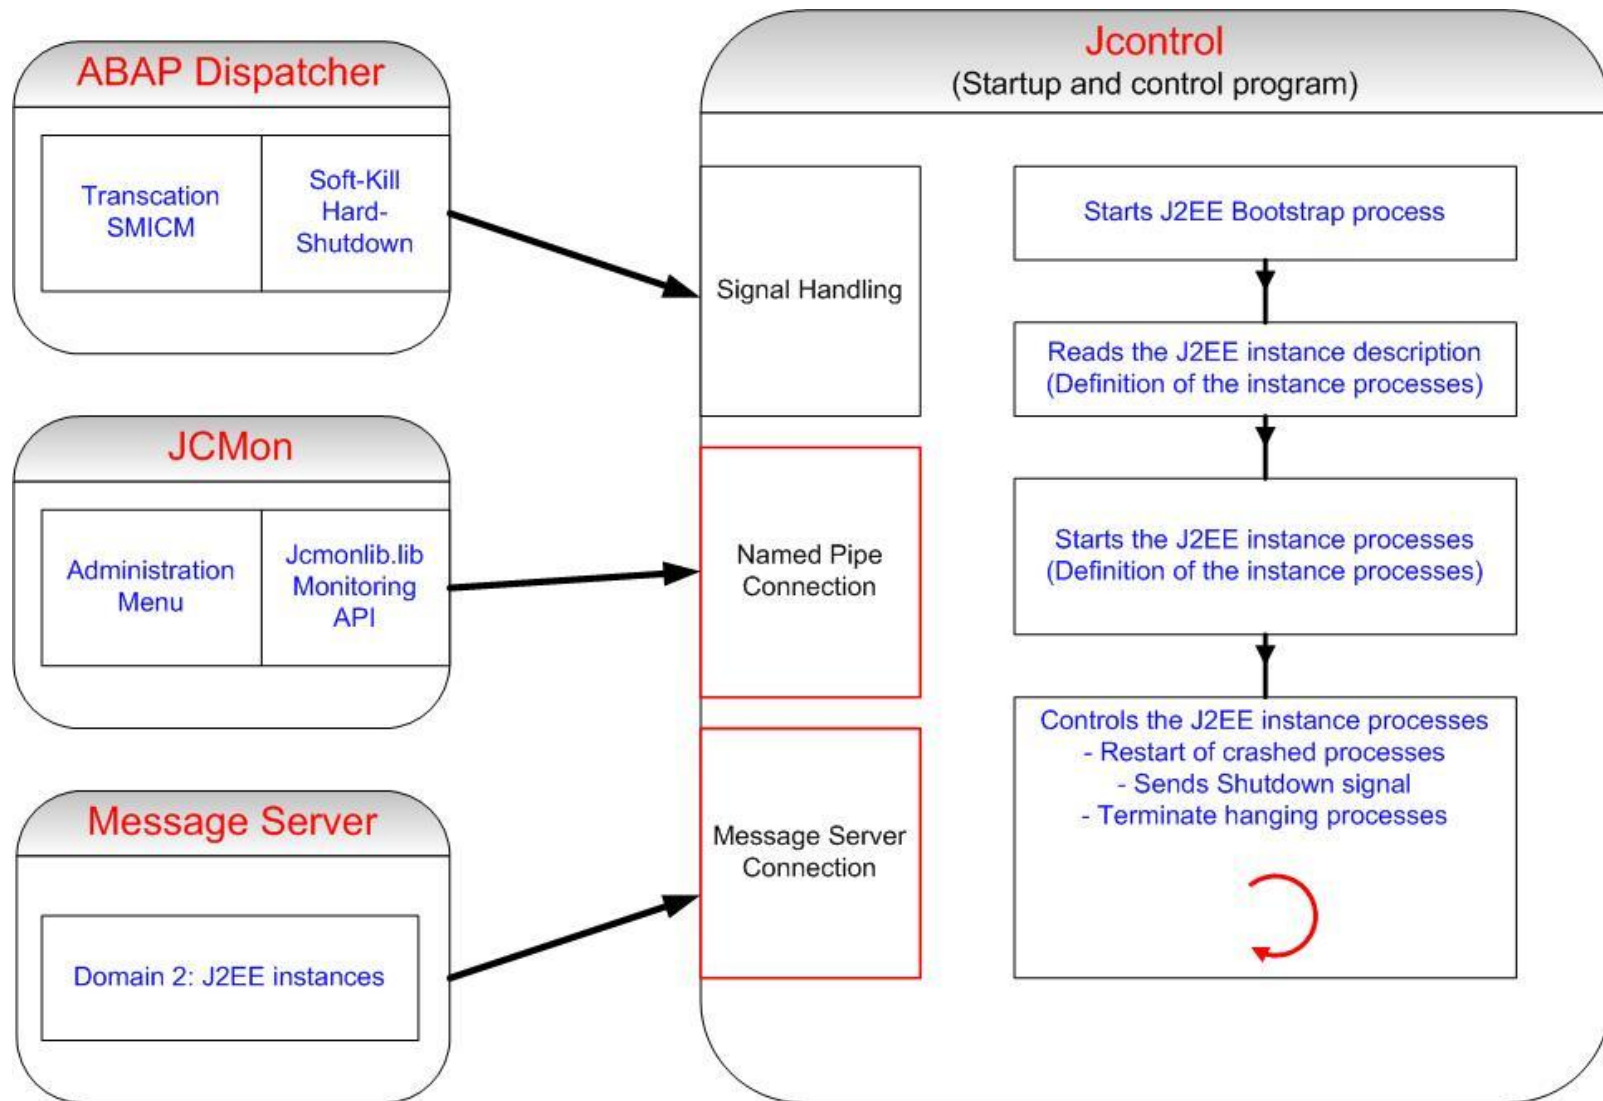 ABAP Dispatcher
Transcation
SMICM
Soft-Kill
Hard-
Shutdown
JCMon
Administration
Menu
Jcmonlib.lib
Monitoring
API
Message Server
Domain 2: J2EE instances
Jcontrol
(Startup and control program)
Signal Handling
Named Pipe
Connection
Message Server
Connection
Starts J2EE Bootstrap process
Reads the J2EE instance description
(Definition of the instance processes)
Starts the J2EE instance processes
(Definition of the instance processes)
Controls the J2EE instance processes
- Restart of crashed processes
- Sends Shutdown signal
- Terminate hanging processes